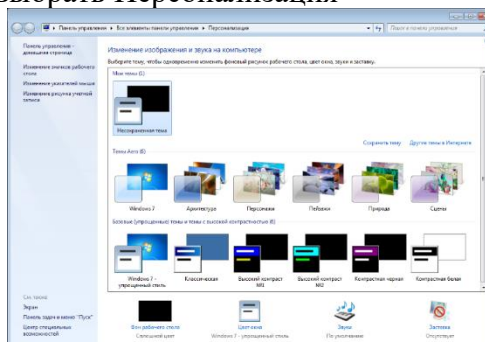 выбрать Персонализация
Панель управления ▸ Все элементы панели управления ▸ Персонализация
Поиск в панели управления
Панель управления -
домашняя страница
Изменение значков рабочего
стола
Изменение указателей мыши
Изменение рисунка учетной
записи
Изменение изображения и звука на компьютере
Выберите тему, чтобы одновременно изменить фоновый рисунок рабочего стола, цвет окна, звуки и заставку.
Мои темы (1)
Несохраненная тема
Сохранить тему Другие темы в Интернете
Темы Aero (6)
Windows 7 Архитектура Персонажи Пейзажи Природа Сцены
Базовые (упрощенные) темы и темы с высокой контрастностью (6)
Windows 7 - упрощенный стиль
Классическая
Высокий контраст №1
Высокий контраст №2
Контрастная черная
Контрастная белая
См. также
Экран
Панель задач и меню "Пуск"
Центр специальных
возможностей
Фон рабочего стола
Сплошной цвет
Цвет окна
Windows 7 - упрощенный стиль
Звуки
По умолчанию
Заставка
Отсутствует